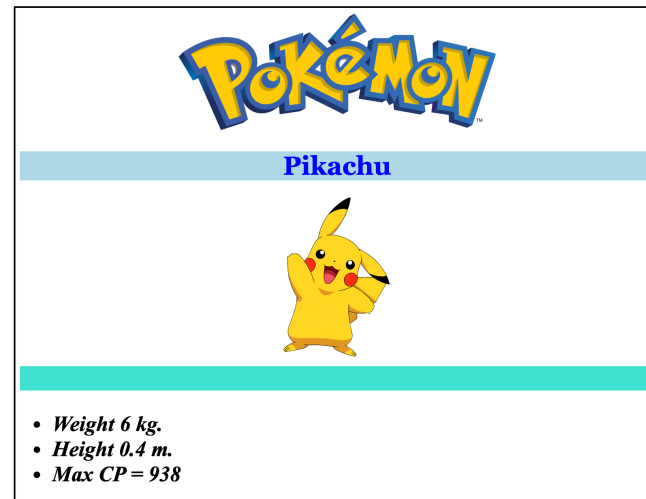 POKéMON
TM
Pikachu
• Weight 6 kg.
• Height 0.4 m.
• Max CP = 938